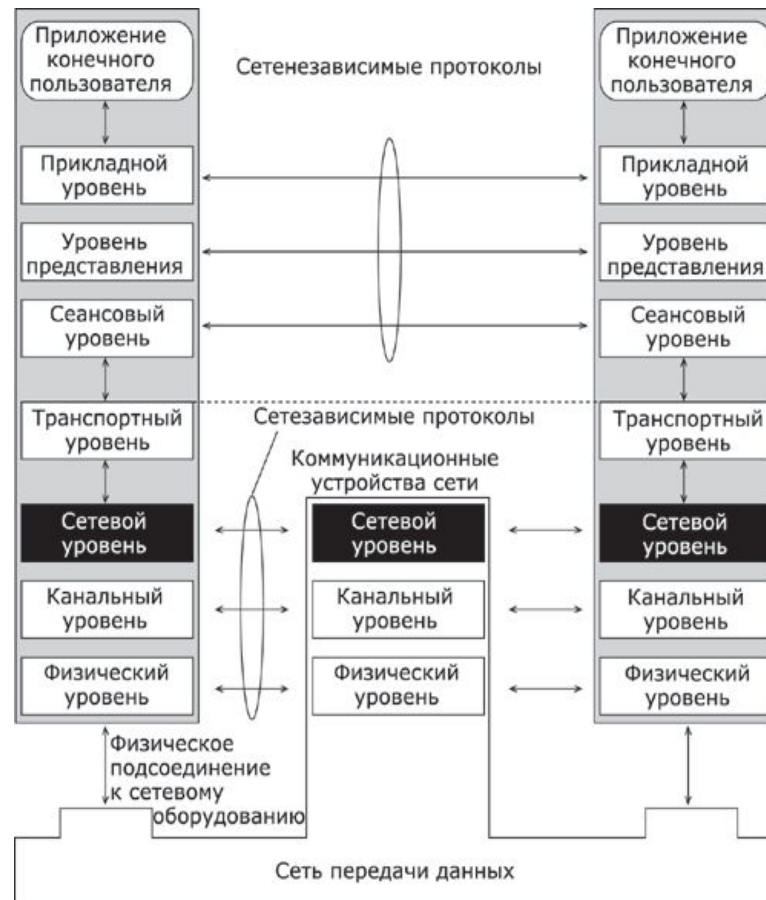 Приложение
конечного
пользователя
Сетенезависимые протоколы
Приложение
конечного
пользователя
Прикладной
уровень
Прикладной
уровень
Уровень
представления
Уровень
представления
Сеансовый
уровень
Сеансовый
уровень
Транспортный
уровень
Сетезависимые протоколы
Транспортный
уровень
Коммуникационные
устройства сети
Сетевой
уровень
Сетевой
уровень
Сетевой
уровень
Канальный
уровень
Канальный
уровень
Канальный
уровень
Физический
уровень
Физический
уровень
Физический
уровень
Физическое
подсоединение
к сетевому
оборудованию
Сеть передачи данных